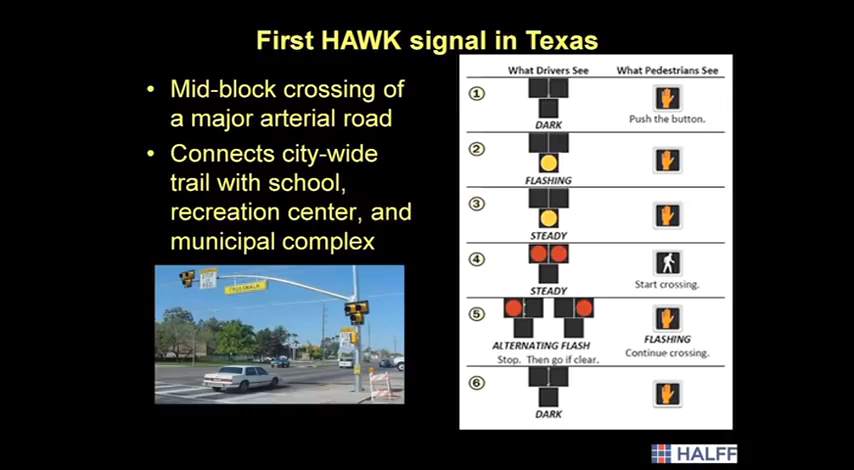 First HAWK signal in Texas
• Mid-block crossing of
a major arterial road
• Connects city-wide
trail with school,
recreation center, and
municipal complex
What Drivers See What Pedestrians See
1
DARK
Push the button.
2
FLASHING
3
STEADY
4
STEADY
Start crossing.
5
ALTERNATING FLASH
Stop. Then go if clear.
FLASHING
Continue crossing.
6
DARK
CROSSWALK
HALFF